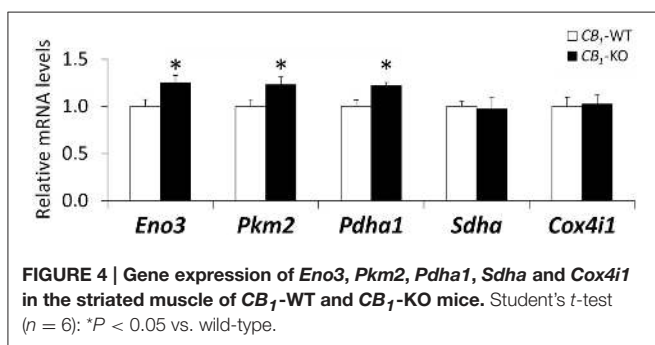 CB₁-WT
CB₁-KO
Relative mRNA levels
1.5
1.0
0.5
0.0
* * *
Eno3 Pkm2 Pdha1 Sdha Cox4i1
FIGURE 4 | Gene expression of Eno3, Pkm2, Pdha1, Sdha and Cox4i1
in the striated muscle of CB₁-WT and CB₁-KO mice. Student's t-test
(n = 6): *P < 0.05 vs. wild-type.